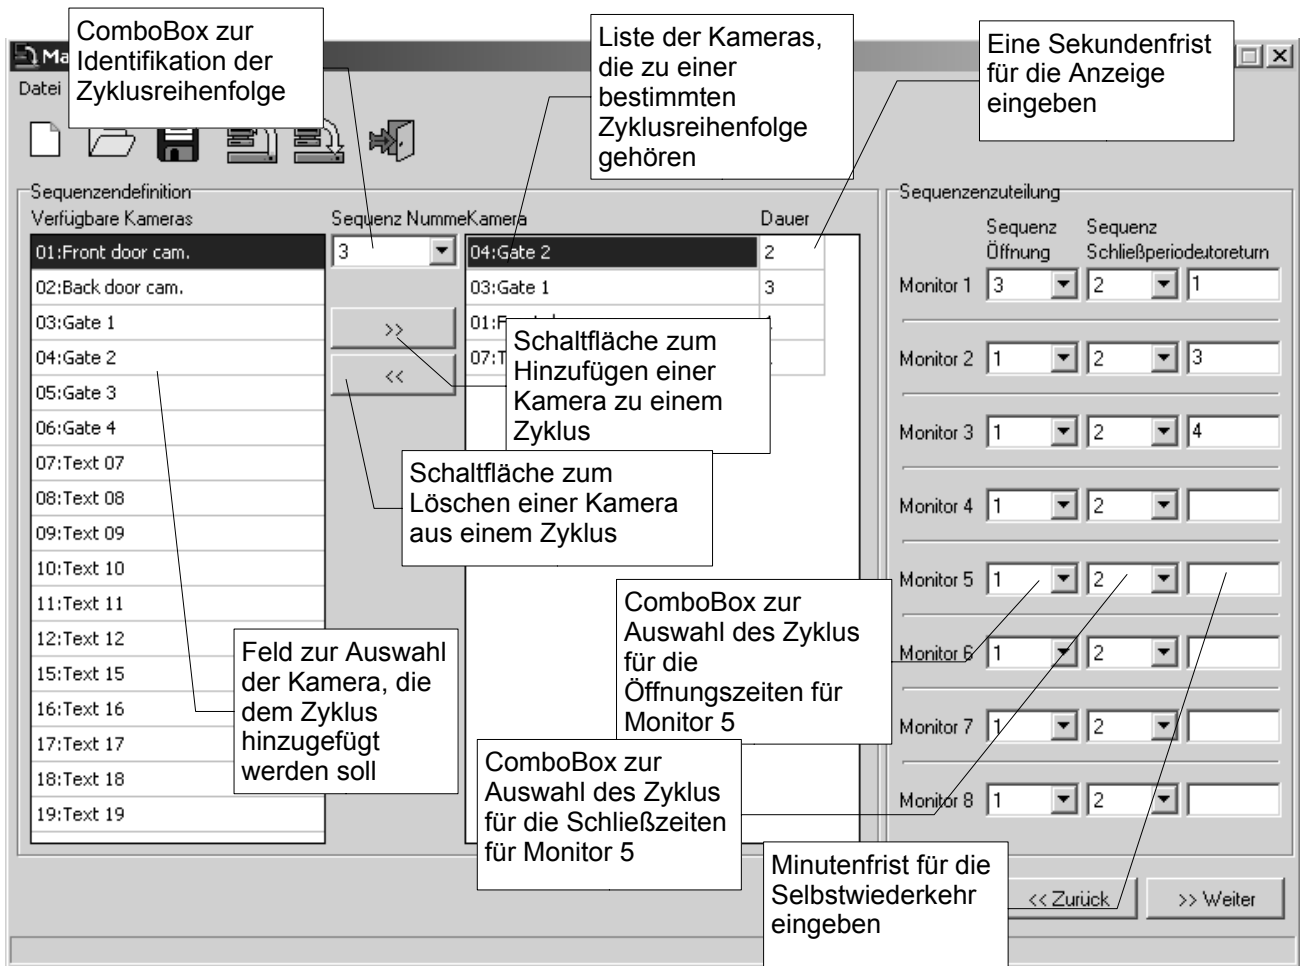 ComboBox zur
Identifikation der
Zyklusreihenfolge
Liste der Kameras,
die zu einer
bestimmten
Zyklusreihenfolge
gehören
Eine Sekundenfrist
für die Anzeige
eingeben
Ma
Datei
Sequenzendefinition
Verfügbare Kameras
Sequenz Numme
Kamera
Dauer
01:Front door cam.
02:Back door cam.
03:Gate 1
04:Gate 2
05:Gate 3
06:Gate 4
07:Text 07
08:Text 08
09:Text 09
10:Text 10
11:Text 11
12:Text 12
15:Text 15
16:Text 16
17:Text 17
18:Text 18
19:Text 19
3
>>
<<
04:Gate 2 2
03:Gate 1 3
01:F
07:T
Schaltfläche zum
Hinzufügen einer
Kamera zu einem
Zyklus
Schaltfläche zum
Löschen einer Kamera
aus einem Zyklus
Feld zur Auswahl
der Kamera, die
dem Zyklus
hinzugefügt
werden soll
ComboBox zur
Auswahl des Zyklus
für die
Öffnungszeiten für
Monitor 5
ComboBox zur
Auswahl des Zyklus
für die Schließzeiten
für Monitor 5
Minutenfrist für die
Selbstwiederkehr
eingeben
Sequenzenzuteilung
Sequenz
Öffnung
Sequenz
Schließperiode
utoreturn
Monitor 1 3 2 1
Monitor 2 1 2 3
Monitor 3 1 2 4
Monitor 4 1 2
Monitor 5 1 2
Monitor 6 1 2
Monitor 7 1 2
Monitor 8 1 2
<< Zurück
>> Weiter